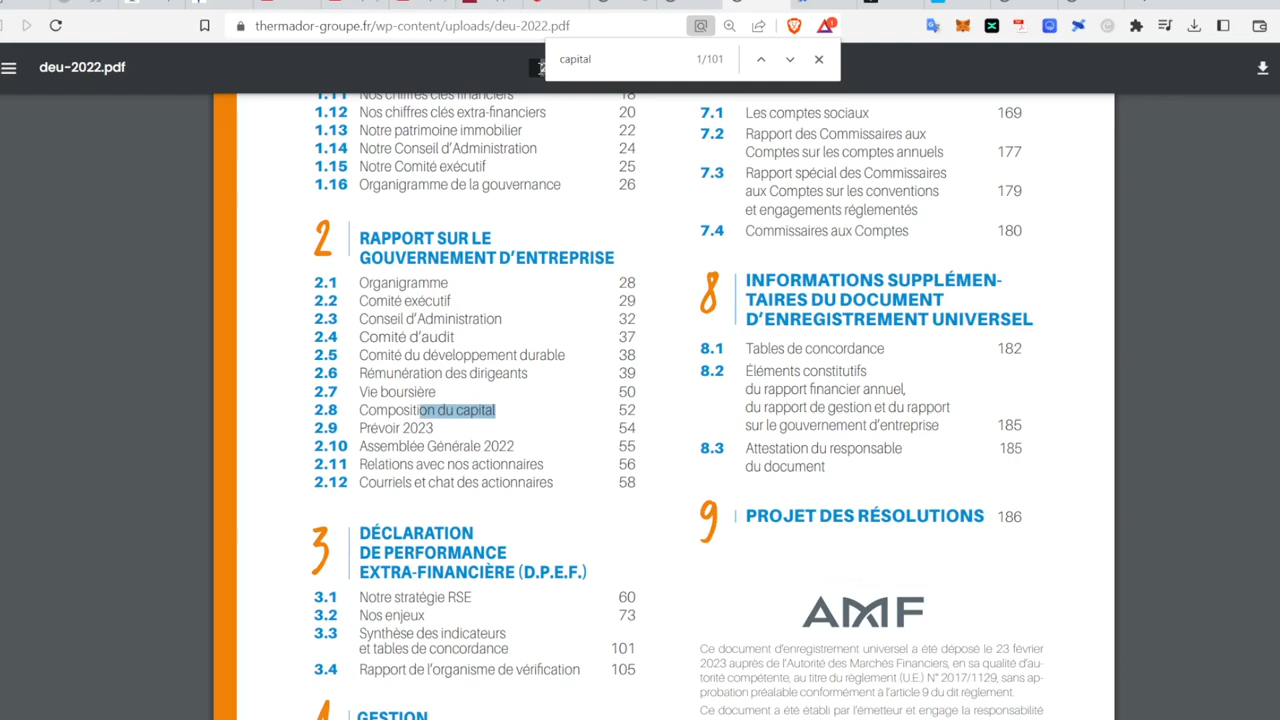 thermador-groupe.fr/wp-content/uploads/deu-2022.pdf
1
capital
1/101
deu-2022.pdf
1.11 Nos chiffres clés financiers 18
1.12 Nos chiffres clés extra-financiers 20
1.13 Notre patrimoine immobilier 22
1.14 Notre Conseil d’Administration 24
1.15 Notre Comité exécutif 25
1.16 Organigramme de la gouvernance 26
2 RAPPORT SUR LE
GOUVERNEMENT D’ENTREPRISE
2.1 Organigramme 28
2.2 Comité exécutif 29
2.3 Conseil d’Administration 32
2.4 Comité d’audit 37
2.5 Comité du développement durable 38
2.6 Rémunération des dirigeants 39
2.7 Vie boursière 50
2.8 Composition du capital 52
2.9 Prévoir 2023 54
2.10 Assemblée Générale 2022 55
2.11 Relations avec nos actionnaires 56
2.12 Courriels et chat des actionnaires 58
3 DÉCLARATION
DE PERFORMANCE
EXTRA-FINANCIÈRE (D.P.E.F.)
3.1 Notre stratégie RSE 60
3.2 Nos enjeux 73
3.3 Synthèse des indicateurs
et tables de concordance 101
3.4 Rapport de l’organisme de vérification 105
4 GESTION
7.1 Les comptes sociaux 169
7.2 Rapport des Commissaires aux
Comptes sur les comptes annuels 177
7.3 Rapport spécial des Commissaires
aux Comptes sur les conventions 179
et engagements réglementés
7.4 Commissaires aux Comptes 180
8 INFORMATIONS SUPPLÉMEN-
TAIRES DU DOCUMENT
D’ENREGISTREMENT UNIVERSEL
8.1 Tables de concordance 182
8.2 Éléments constitutifs
du rapport financier annuel,
du rapport de gestion et du rapport
sur le gouvernement d’entreprise 185
8.3 Attestation du responsable 185
du document
9 PROJET DES RÉSOLUTIONS 186
AMF
Ce document d’enregistrement universel a été déposé le 23 février
2023 auprès de l’Autorité des Marchés Financiers, en sa qualité d’au-
torité compétente, au titre du règlement (U.E.) N° 2017/1129, sans ap-
probation préalable conformément à l’article 9 du dit règlement.
Ce document a été établi par l’émetteur et engage la responsabilité